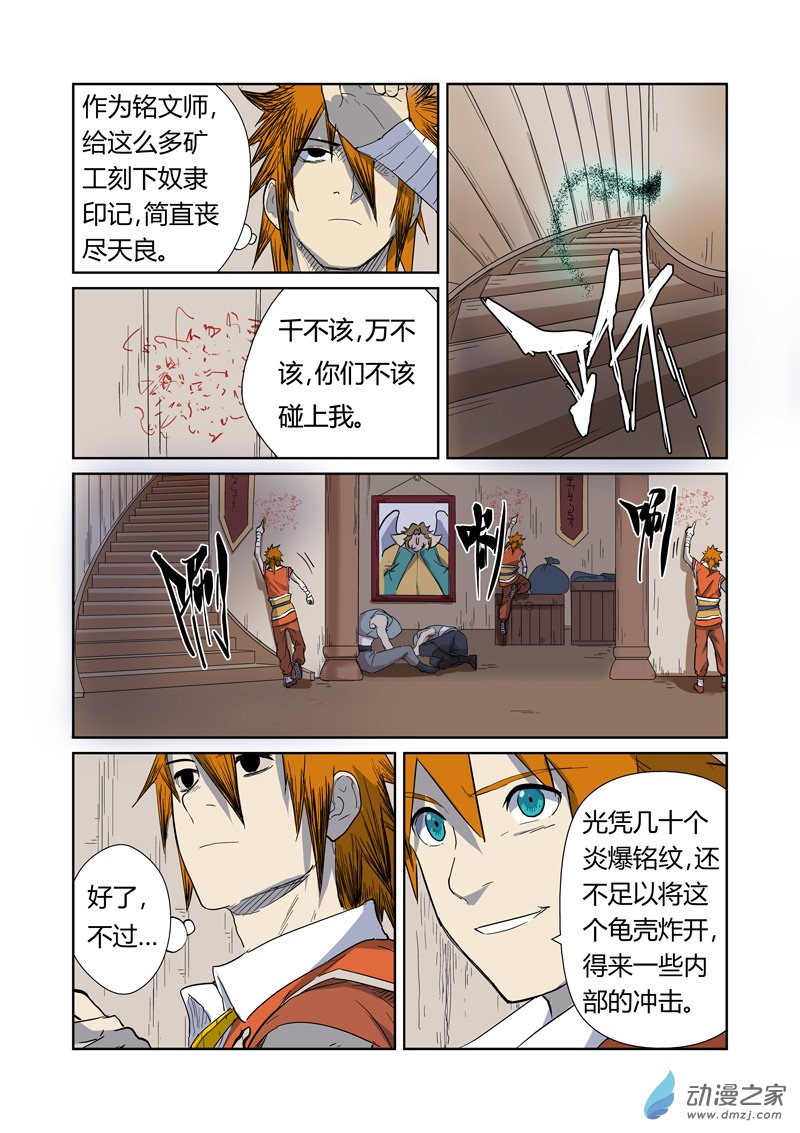 作为铭文师，
给这么多矿
工刻下奴隶
印记，简直丧
尽天良。
千不该，万不
该，你们不该
碰上我。
唰
唰
唰
好了，
不过…
光凭几十个
炎爆铭纹，还
不足以将这
个龟壳炸开，
得来一些内
部的冲击。
动漫之家
www.dmzj.com